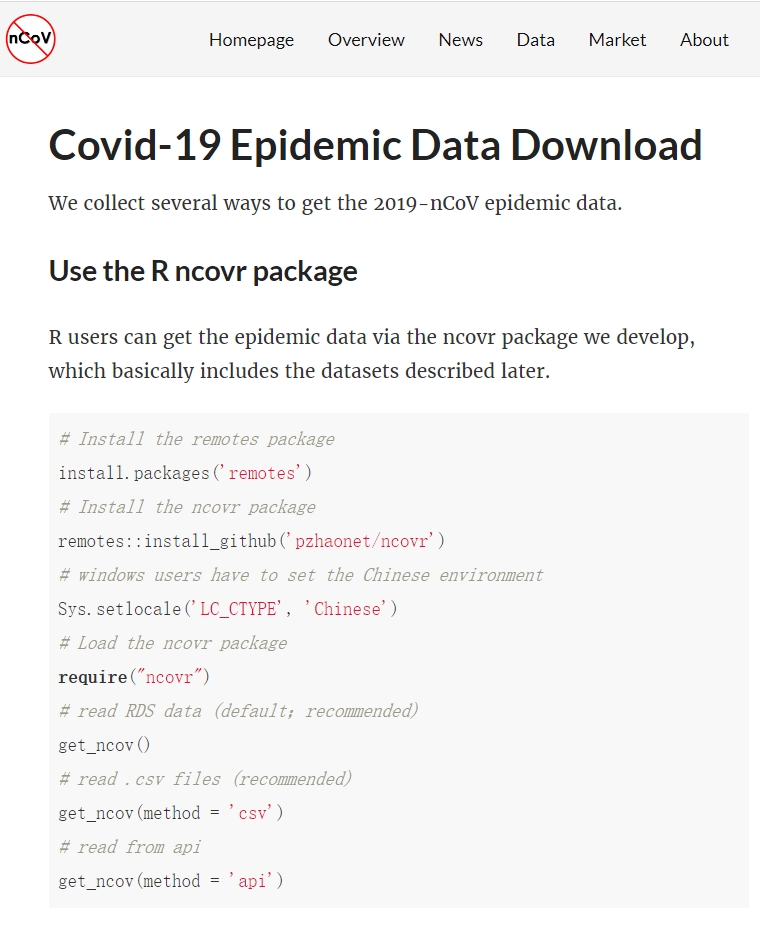 nCoV
Homepage Overview News Data Market About
Covid-19 Epidemic Data Download
We collect several ways to get the 2019-nCoV epidemic data.
Use the R ncovr package
R users can get the epidemic data via the ncovr package we develop,
which basically includes the datasets described later.
# Install the remotes package
install.packages('remotes')
# Install the ncovr package
remotes::install_github('pzhaonet/ncovr')
# windows users have to set the Chinese environment
Sys.setlocale('LC_CTYPE', 'Chinese')
# Load the ncovr package
require("ncovr")
# read RDS data (default; recommended)
get_ncov()
# read .csv files (recommended)
get_ncov(method = 'csv')
# read from api
get_ncov(method = 'api')